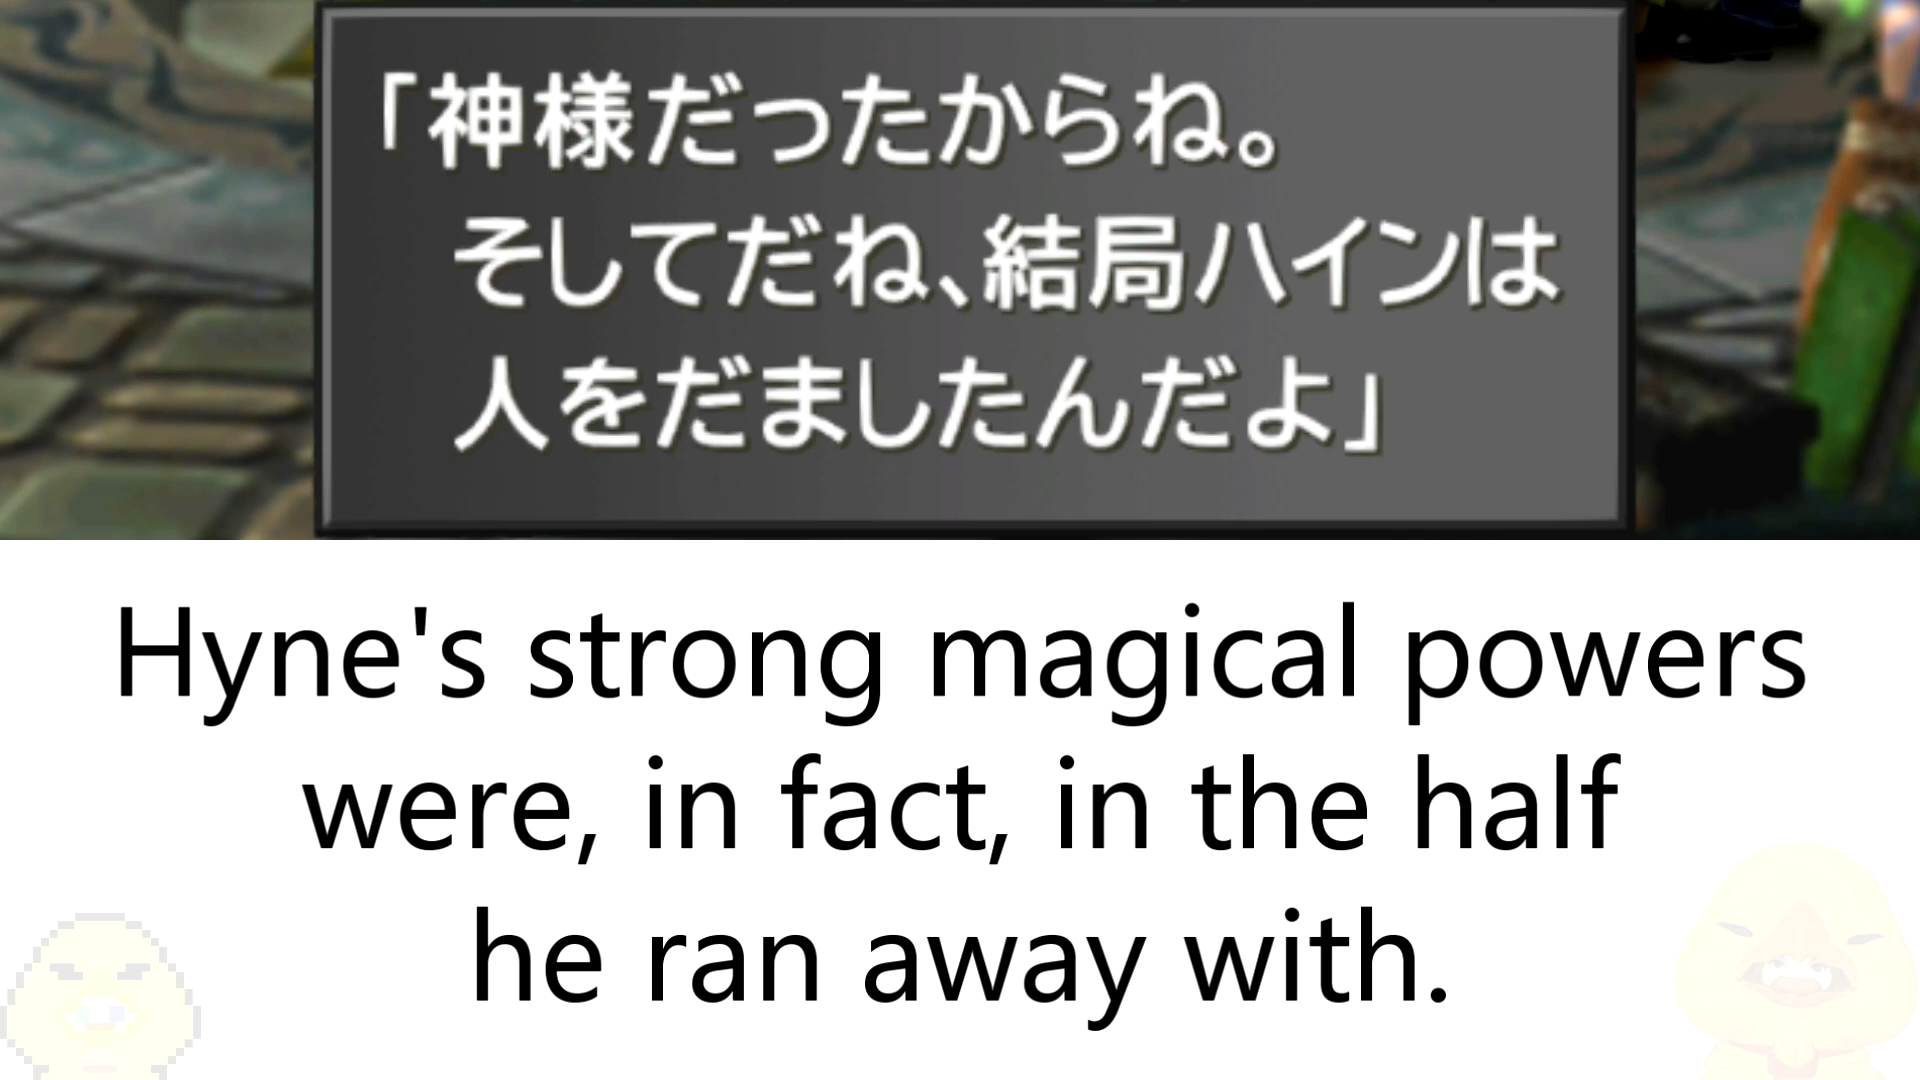 「神様だったからね。
そしてだね、結局ハインは
人をだましたんだよ」
Hyne's strong magical powers
were, in fact, in the half
he ran away with.